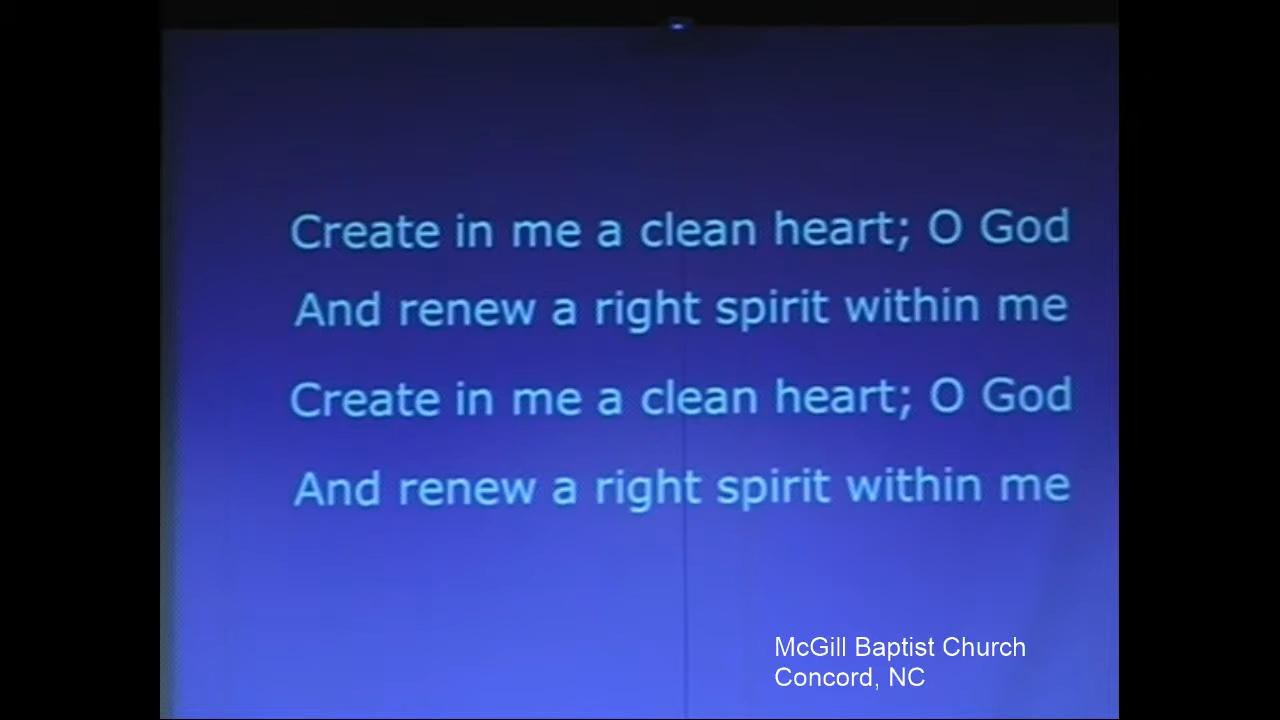 Create in me a clean heart; O God
And renew a right spirit within me
Create in me a clean heart; O God
And renew a right spirit within me
McGill Baptist Church
Concord, NC